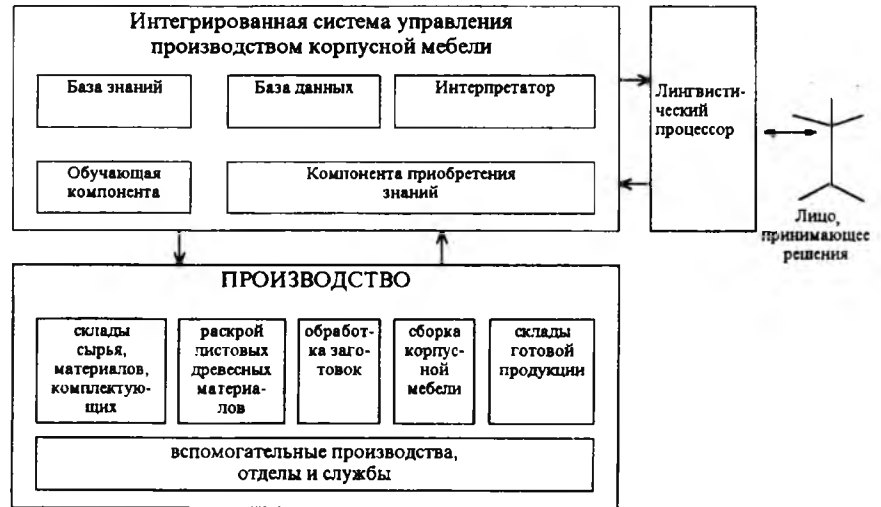 Интегрированная система управления
производством корпусной мебели
База знаний
База данных
Интерпретатор
Обучающая
компонента
Компонента приобретения
знаний
Лингвисти-
ческий
процессор
Лицо,
принимающее
решения
ПРОИЗВОДСТВО
склады
сырья,
материалов,
комплектую-
щих
раскрой
листовых
древесных
материа-
лов
обработ-
ка заго-
товок
сборка
корпус-
ной
мебели
склады
готовой
продукции
вспомогательные производства,
отделы и службы